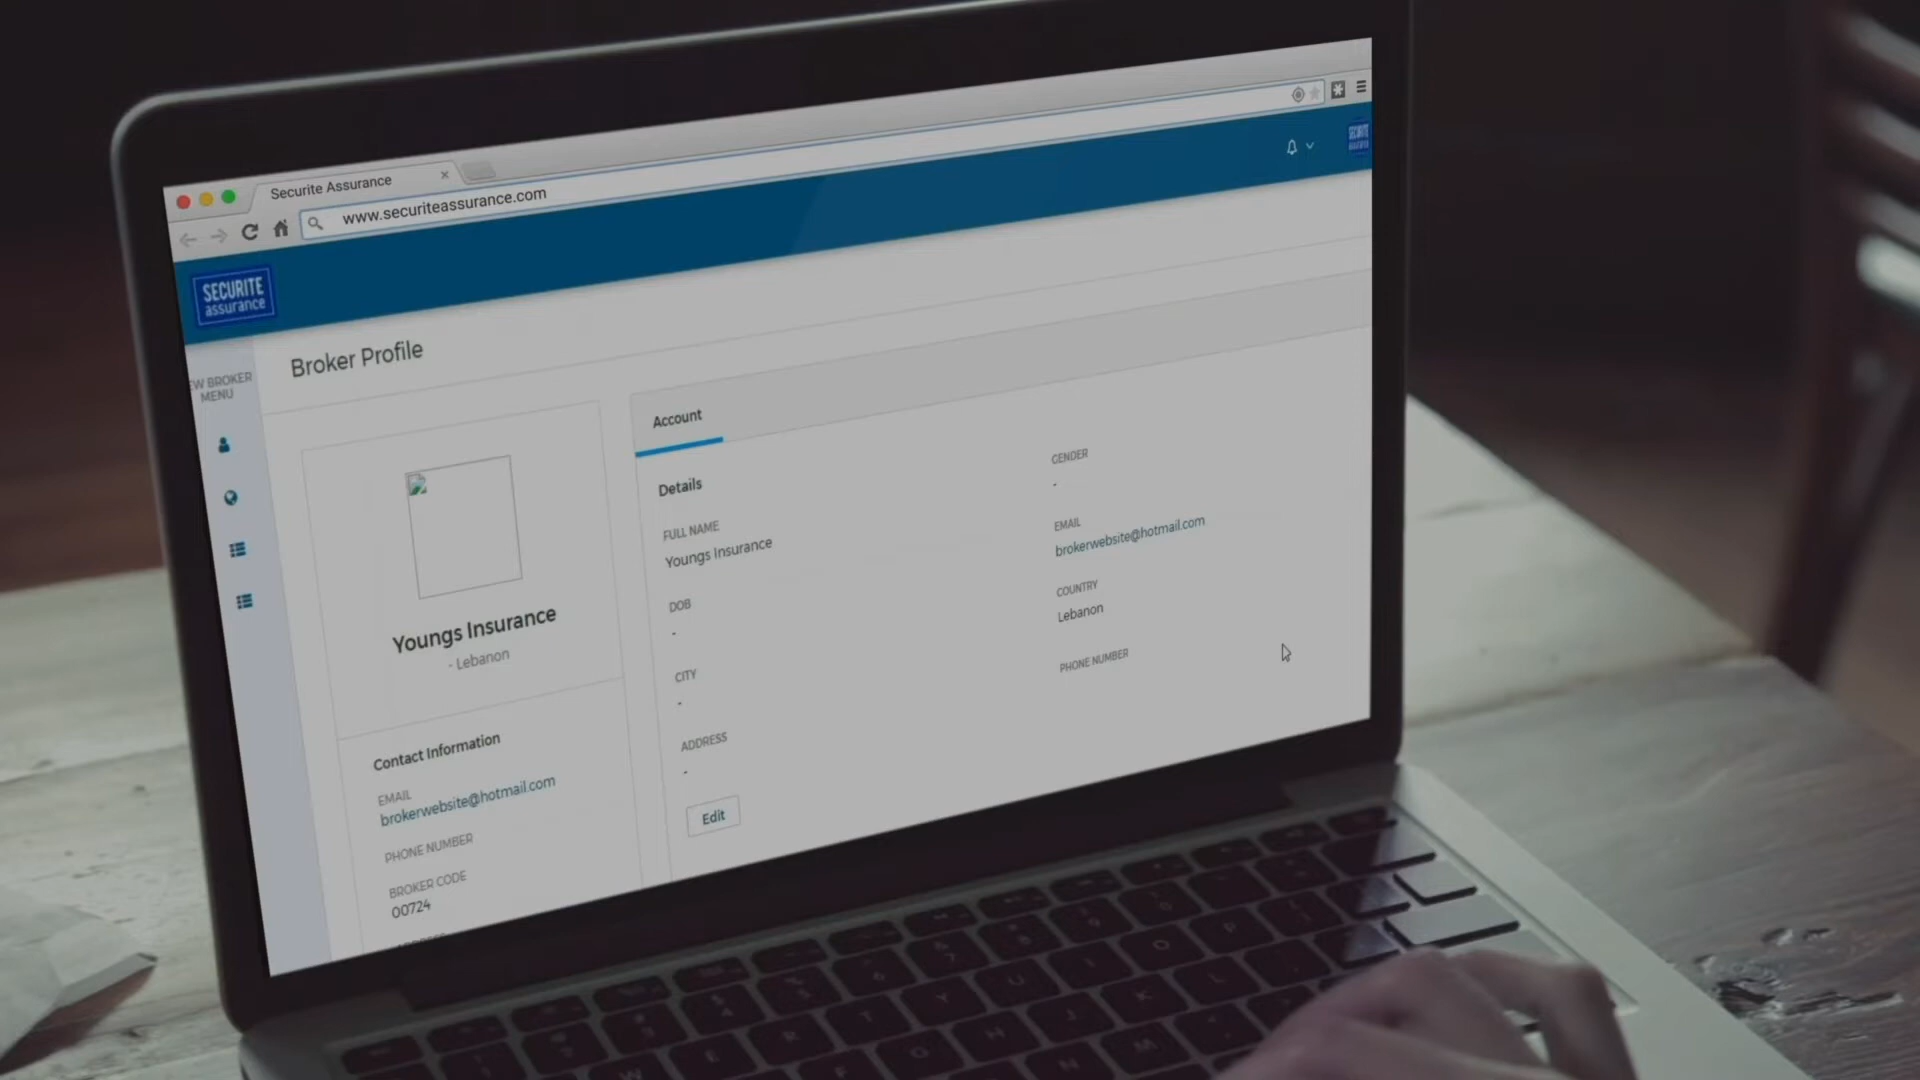 Securite Assurance
www.securiteassurance.com
SECURITE
assurance
SECURITE
Broker Profile
EW BROKER
MENU
Youngs Insurance
- Lebanon
Contact Information
EMAIL
brokerwebsite@hotmail.com
PHONE NUMBER
BROKER CODE
00724
Account
Details
FULL NAME
Youngs Insurance
DOB
-
CITY
-
ADDRESS
-
Edit
GENDER
-
EMAIL
brokerwebsite@hotmail.com
COUNTRY
Lebanon
PHONE NUMBER